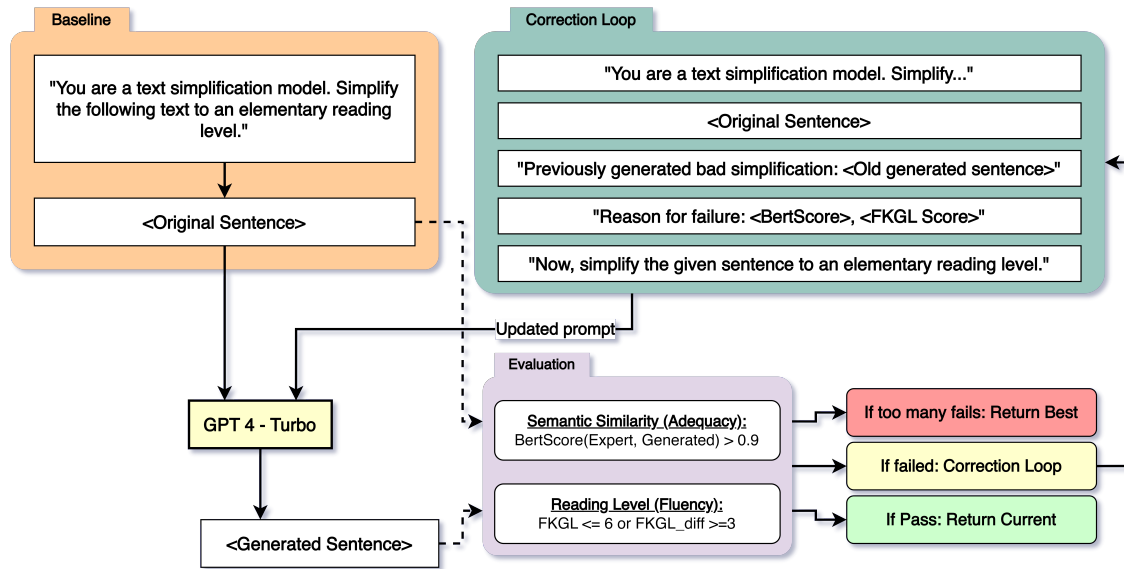 Baseline
"You are a text simplification model. Simplify
the following text to an elementary reading
level."
<Original Sentence>
Correction Loop
"You are a text simplification model. Simplify..."
<Original Sentence>
"Previously generated bad simplification: <Old generated sentence>"
"Reason for failure: <BertScore>, <FKGL Score>"
"Now, simplify the given sentence to an elementary reading level."
Updated prompt
GPT 4 - Turbo
<Generated Sentence>
Evaluation
Semantic Similarity (Adequacy):
BertScore(Expert, Generated) > 0.9
Reading Level (Fluency):
FKGL <= 6 or FKGL_diff >=3
If too many fails: Return Best
If failed: Correction Loop
If Pass: Return Current